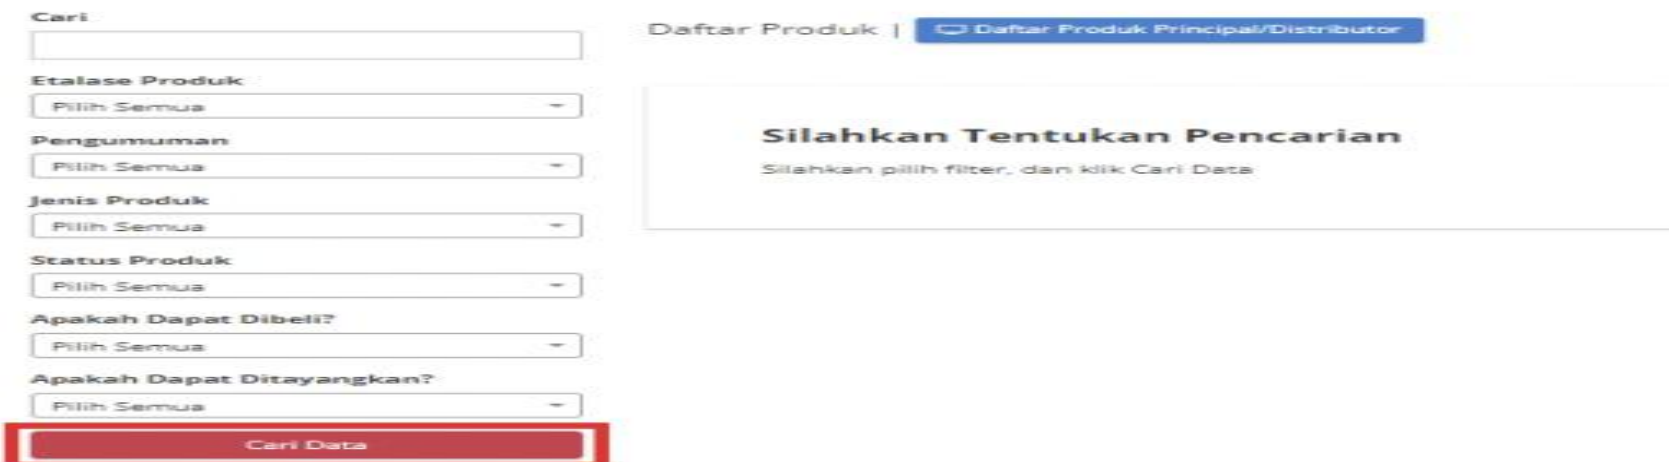 Cari
Etalase Produk
Pilih Semua
Pengumuman
Pilih Semua
Jenis Produk
Pilih Semua
Status Produk
Pilih Semua
Apakah Dapat Dibeli?
Pilih Semua
Apakah Dapat Ditayangkan?
Pilih Semua
Cari Data
Daftar Produk | Daftar Produk Principal/Distributor
Silahkan Tentukan Pencarian
Silahkan pilih filter, dan klik Cari Data